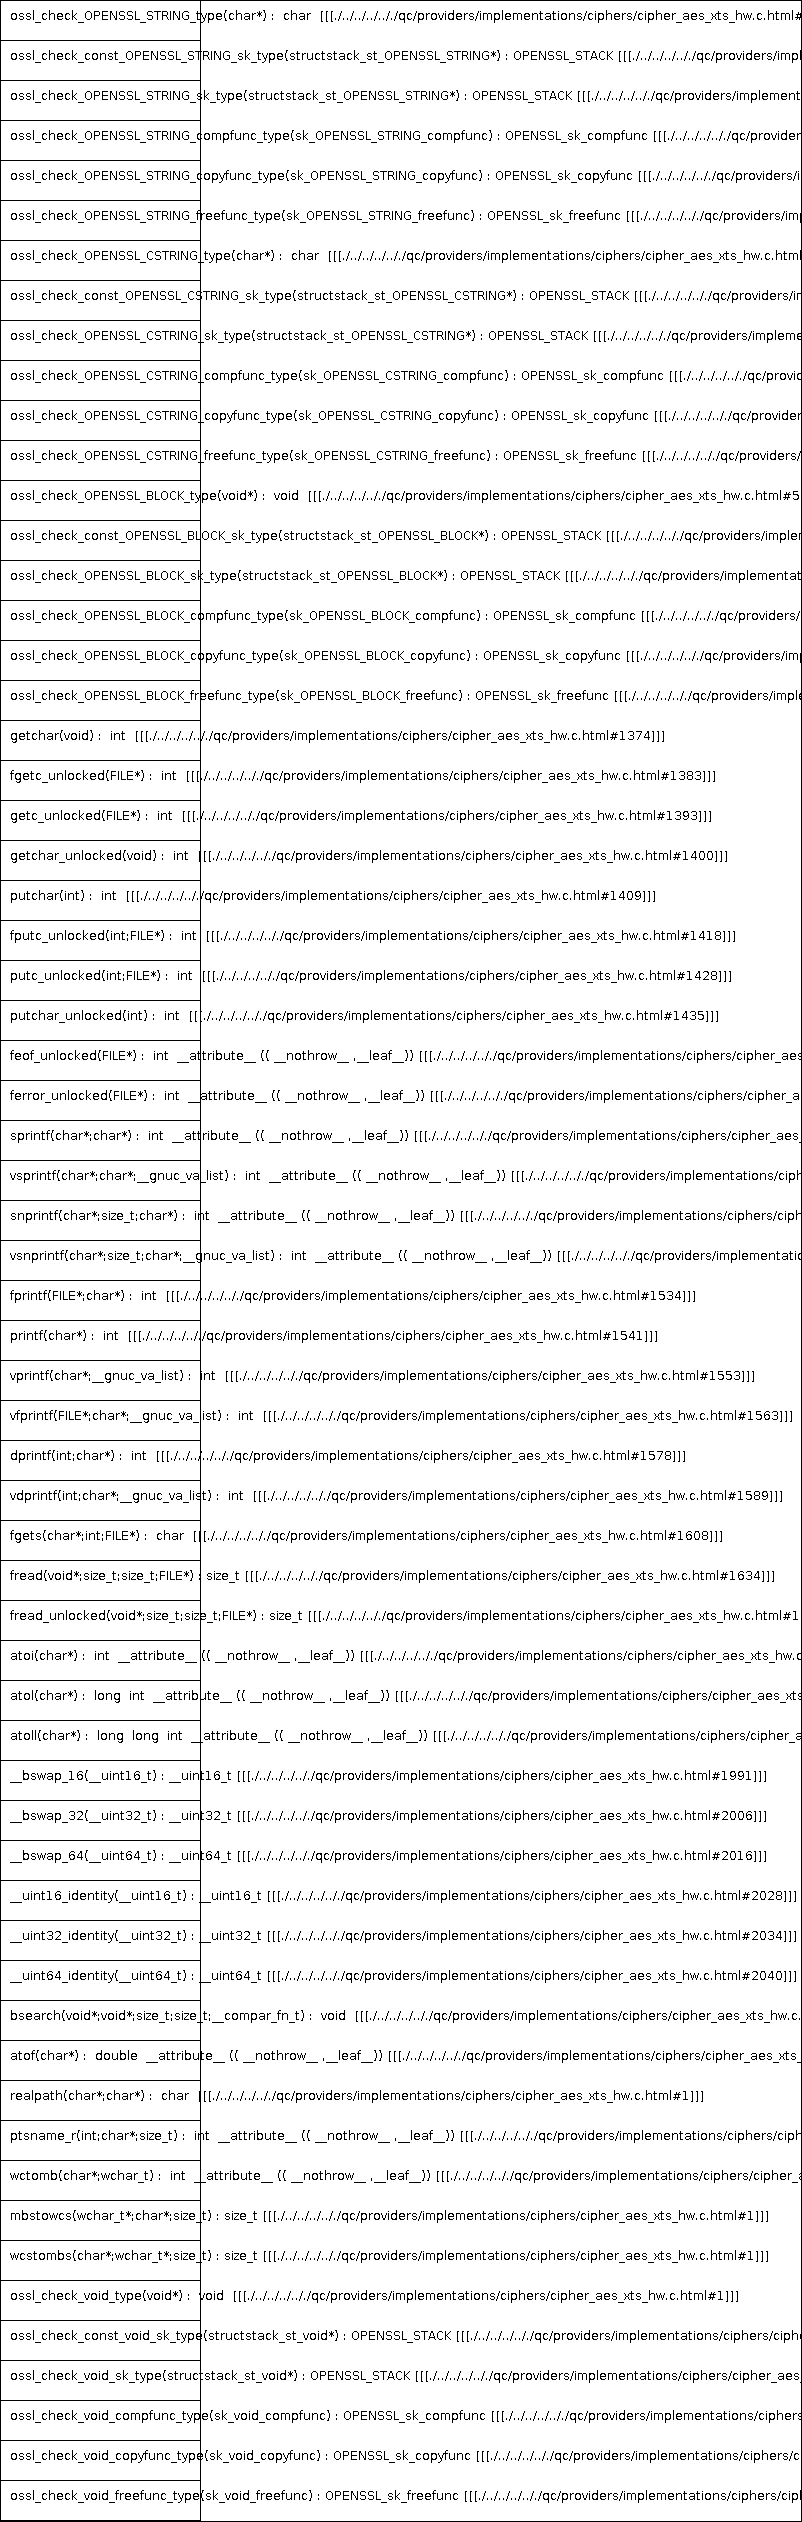 ossl_check_OPENSSL_STRING_type(char*) : char [[[./../../../../../qc/providers/implementations/ciphers/cipher_aes_xts_hw.c.html#
ossl_check_const_OPENSSL_STRING_sk_type(structstack_st_OPENSSL_STRING*) : OPENSSL_STACK [[[./../../../../../qc/providers/impl
ossl_check_OPENSSL_STRING_sk_type(structstack_st_OPENSSL_STRING*) : OPENSSL_STACK [[[./../../../../../qc/providers/implement
ossl_check_OPENSSL_STRING_compfunc_type(sk_OPENSSL_STRING_compfunc) : OPENSSL_sk_compfunc [[[./../../../../../qc/provider
ossl_check_OPENSSL_STRING_copyfunc_type(sk_OPENSSL_STRING_copyfunc) : OPENSSL_sk_copyfunc [[[./../../../../../qc/providers/i
ossl_check_OPENSSL_STRING_freefunc_type(sk_OPENSSL_STRING_freefunc) : OPENSSL_sk_freefunc [[[./../../../../../qc/providers/im
ossl_check_OPENSSL_CSTRING_type(char*) : char [[[./../../../../../qc/providers/implementations/ciphers/cipher_aes_xts_hw.c.html
ossl_check_const_OPENSSL_CSTRING_sk_type(structstack_st_OPENSSL_CSTRING*) : OPENSSL_STACK [[[./../../../../../qc/providers/i
ossl_check_OPENSSL_CSTRING_sk_type(structstack_st_OPENSSL_CSTRING*) : OPENSSL_STACK [[[./../../../../../qc/providers/impleme
ossl_check_OPENSSL_CSTRING_compfunc_type(sk_OPENSSL_CSTRING_compfunc) : OPENSSL_sk_compfunc [[[./../../../../../qc/provid
ossl_check_OPENSSL_CSTRING_copyfunc_type(sk_OPENSSL_CSTRING_copyfunc) : OPENSSL_sk_copyfunc [[[./../../../../../qc/provider
ossl_check_OPENSSL_CSTRING_freefunc_type(sk_OPENSSL_CSTRING_freefunc) : OPENSSL_sk_freefunc [[[./../../../../../qc/providers/
ossl_check_OPENSSL_BLOCK_type(void*) : void [[[./../../../../../qc/providers/implementations/ciphers/cipher_aes_xts_hw.c.html#5
ossl_check_const_OPENSSL_BLOCK_sk_type(structstack_st_OPENSSL_BLOCK*) : OPENSSL_STACK [[[./../../../../../qc/providers/imple
ossl_check_OPENSSL_BLOCK_sk_type(structstack_st_OPENSSL_BLOCK*) : OPENSSL_STACK [[[./../../../../../qc/providers/implementat
ossl_check_OPENSSL_BLOCK_compfunc_type(sk_OPENSSL_BLOCK_compfunc) : OPENSSL_sk_compfunc [[[./../../../../../qc/providers/
ossl_check_OPENSSL_BLOCK_copyfunc_type(sk_OPENSSL_BLOCK_copyfunc) : OPENSSL_sk_copyfunc [[[./../../../../../qc/providers/im
ossl_check_OPENSSL_BLOCK_freefunc_type(sk_OPENSSL_BLOCK_freefunc) : OPENSSL_sk_freefunc [[[./../../../../../qc/providers/imple
getchar(void) : int [[[./../../../../../qc/providers/implementations/ciphers/cipher_aes_xts_hw.c.html#1374]]]
fgetc_unlocked(FILE*) : int [[[./../../../../../qc/providers/implementations/ciphers/cipher_aes_xts_hw.c.html#1383]]]
getc_unlocked(FILE*) : int [[[./../../../../../qc/providers/implementations/ciphers/cipher_aes_xts_hw.c.html#1393]]]
getchar_unlocked(void) : int [[[./../../../../../qc/providers/implementations/ciphers/cipher_aes_xts_hw.c.html#1400]]]
putchar(int) : int [[[./../../../../../qc/providers/implementations/ciphers/cipher_aes_xts_hw.c.html#1409]]]
fputc_unlocked(int;FILE*) : int [[[./../../../../../qc/providers/implementations/ciphers/cipher_aes_xts_hw.c.html#1418]]]
putc_unlocked(int;FILE*) : int [[[./../../../../../qc/providers/implementations/ciphers/cipher_aes_xts_hw.c.html#1428]]]
putchar_unlocked(int) : int [[[./../../../../../qc/providers/implementations/ciphers/cipher_aes_xts_hw.c.html#1435]]]
feof_unlocked(FILE*) : int __attribute__ (( __nothrow__ ,__leaf__)) [[[./../../../../../qc/providers/implementations/ciphers/cipher_aes
ferror_unlocked(FILE*) : int __attribute__ (( __nothrow__ ,__leaf__)) [[[./../../../../../qc/providers/implementations/ciphers/cipher_a
sprintf(char*;char*) : int __attribute__ (( __nothrow__ ,__leaf__)) [[[./../../../../../qc/providers/implementations/ciphers/cipher_aes_
vsprintf(char*;char*;__gnuc_va_list) : int __attribute__ (( __nothrow__ ,__leaf__)) [[[./../../../../../qc/providers/implementations/ciph
snprintf(char*;size_t;char*) : int __attribute__ (( __nothrow__ ,__leaf__)) [[[./../../../../../qc/providers/implementations/ciphers/ciph
vsnprintf(char*;size_t;char*;__gnuc_va_list) : int __attribute__ (( __nothrow__ ,__leaf__)) [[[./../../../../../qc/providers/implementatio
fprintf(FILE*;char*) : int [[[./../../../../../qc/providers/implementations/ciphers/cipher_aes_xts_hw.c.html#1534]]]
printf(char*) : int [[[./../../../../../qc/providers/implementations/ciphers/cipher_aes_xts_hw.c.html#1541]]]
vprintf(char*;__gnuc_va_list) : int [[[./../../../../../qc/providers/implementations/ciphers/cipher_aes_xts_hw.c.html#1553]]]
vfprintf(FILE*;char*;__gnuc_va_list) : int [[[./../../../../../qc/providers/implementations/ciphers/cipher_aes_xts_hw.c.html#1563]]]
dprintf(int;char*) : int [[[./../../../../../qc/providers/implementations/ciphers/cipher_aes_xts_hw.c.html#1578]]]
vdprintf(int;char*;__gnuc_va_list) : int [[[./../../../../../qc/providers/implementations/ciphers/cipher_aes_xts_hw.c.html#1589]]]
fgets(char*;int;FILE*) : char [[[./../../../../../qc/providers/implementations/ciphers/cipher_aes_xts_hw.c.html#1608]]]
fread(void*;size_t;size_t;FILE*) : size_t [[[./../../../../../qc/providers/implementations/ciphers/cipher_aes_xts_hw.c.html#1634]]]
fread_unlocked(void*;size_t;size_t;FILE*) : size_t [[[./../../../../../qc/providers/implementations/ciphers/cipher_aes_xts_hw.c.html#1
atoi(char*) : int __attribute__ (( __nothrow__ ,__leaf__)) [[[./../../../../../qc/providers/implementations/ciphers/cipher_aes_xts_hw.c
atol(char*) : long int __attribute__ (( __nothrow__ ,__leaf__)) [[[./../../../../../qc/providers/implementations/ciphers/cipher_aes_xts
atoll(char*) : long long int __attribute__ (( __nothrow__ ,__leaf__)) [[[./../../../../../qc/providers/implementations/ciphers/cipher_a
__bswap_16(__uint16_t) : __uint16_t [[[./../../../../../qc/providers/implementations/ciphers/cipher_aes_xts_hw.c.html#1991]]]
__bswap_32(__uint32_t) : __uint32_t [[[./../../../../../qc/providers/implementations/ciphers/cipher_aes_xts_hw.c.html#2006]]]
__bswap_64(__uint64_t) : __uint64_t [[[./../../../../../qc/providers/implementations/ciphers/cipher_aes_xts_hw.c.html#2016]]]
__uint16_identity(__uint16_t) : __uint16_t [[[./../../../../../qc/providers/implementations/ciphers/cipher_aes_xts_hw.c.html#2028]]]
__uint32_identity(__uint32_t) : __uint32_t [[[./../../../../../qc/providers/implementations/ciphers/cipher_aes_xts_hw.c.html#2034]]]
__uint64_identity(__uint64_t) : __uint64_t [[[./../../../../../qc/providers/implementations/ciphers/cipher_aes_xts_hw.c.html#2040]]]
bsearch(void*;void*;size_t;size_t;__compar_fn_t) : void [[[./../../../../../qc/providers/implementations/ciphers/cipher_aes_xts_hw.c.
atof(char*) : double __attribute__ (( __nothrow__ ,__leaf__)) [[[./../../../../../qc/providers/implementations/ciphers/cipher_aes_xts_
realpath(char*;char*) : char [[[./../../../../../qc/providers/implementations/ciphers/cipher_aes_xts_hw.c.html#1]]]
ptsname_r(int;char*;size_t) : int __attribute__ (( __nothrow__ ,__leaf__)) [[[./../../../../../qc/providers/implementations/ciphers/ciph
wctomb(char*;wchar_t) : int __attribute__ (( __nothrow__ ,__leaf__)) [[[./../../../../../qc/providers/implementations/ciphers/cipher_a
mbstowcs(wchar_t*;char*;size_t) : size_t [[[./../../../../../qc/providers/implementations/ciphers/cipher_aes_xts_hw.c.html#1]]]
wcstombs(char*;wchar_t*;size_t) : size_t [[[./../../../../../qc/providers/implementations/ciphers/cipher_aes_xts_hw.c.html#1]]]
ossl_check_void_type(void*) : void [[[./../../../../../qc/providers/implementations/ciphers/cipher_aes_xts_hw.c.html#1]]]
ossl_check_const_void_sk_type(structstack_st_void*) : OPENSSL_STACK [[[./../../../../../qc/providers/implementations/ciphers/ciph
ossl_check_void_sk_type(structstack_st_void*) : OPENSSL_STACK [[[./../../../../../qc/providers/implementations/ciphers/cipher_aes_
ossl_check_void_compfunc_type(sk_void_compfunc) : OPENSSL_sk_compfunc [[[./../../../../../qc/providers/implementations/ciphers
ossl_check_void_copyfunc_type(sk_void_copyfunc) : OPENSSL_sk_copyfunc [[[./../../../../../qc/providers/implementations/ciphers/c
ossl_check_void_freefunc_type(sk_void_freefunc) : OPENSSL_sk_freefunc [[[./../../../../../qc/providers/implementations/ciphers/cip